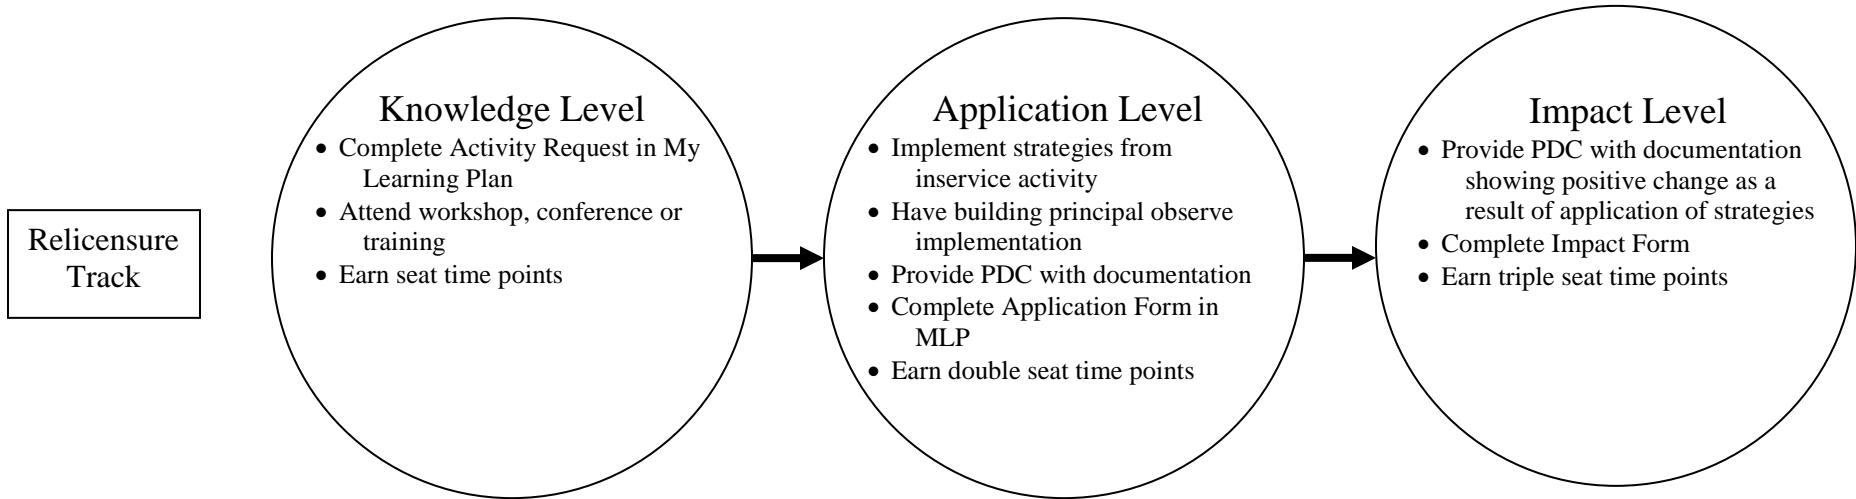 Relicensure
Track
Knowledge Level
• Complete Activity Request in My
Learning Plan
• Attend workshop, conference or
training
• Earn seat time points
Application Level
• Implement strategies from
inservice activity
• Have building principal observe
implementation
• Provide PDC with documentation
• Complete Application Form in
MLP
• Earn double seat time points
Impact Level
• Provide PDC with documentation
showing positive change as a
result of application of strategies
• Complete Impact Form
• Earn triple seat time points